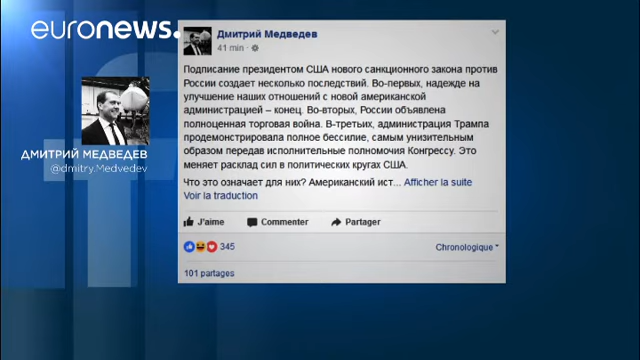 euronews.
Дмитрий Медведев
41 min
Подписание президентом США нового санкционного закона против
России создает несколько последствий. Во-первых, надежде на
улучшение наших отношений с новой американской
администрацией – конец. Во-вторых, России объявлена
полноценная торговая война. В-третьих, администрация Трампа
продемонстрировала полное бессилие, самым унизительным
образом передав исполнительные полномочия Конгрессу. Это
меняет расклад сил в политических кругах США.
Что это означает для них? Американский ист... Afficher la suite
Voir la traduction
J'aime Commenter Partager
345 Chronologique
101 partages
ДМИТРИЙ МЕДВЕДЕВ
@dmitry.Medvedev